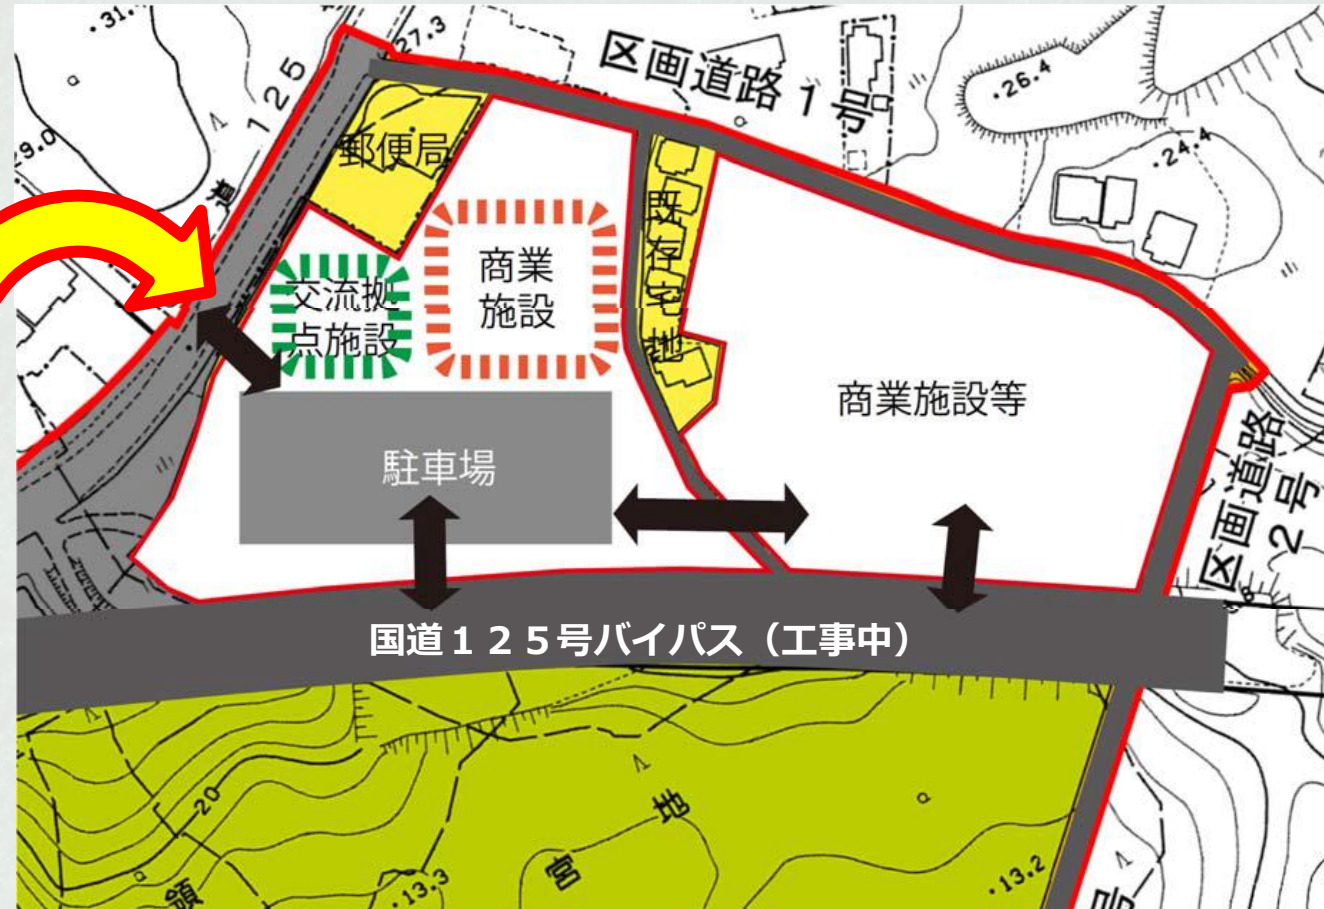 ・31.
27.3
道 125
29.0
区画道路 1号
・26.4
・24.4
郵便局
既存宅地
商業
施設
交流拠
点施設
商業施設等
駐車場
区画道路
2号
国道125号バイパス（工事中）
20
地
宮
領
・13.3
・13.2
号